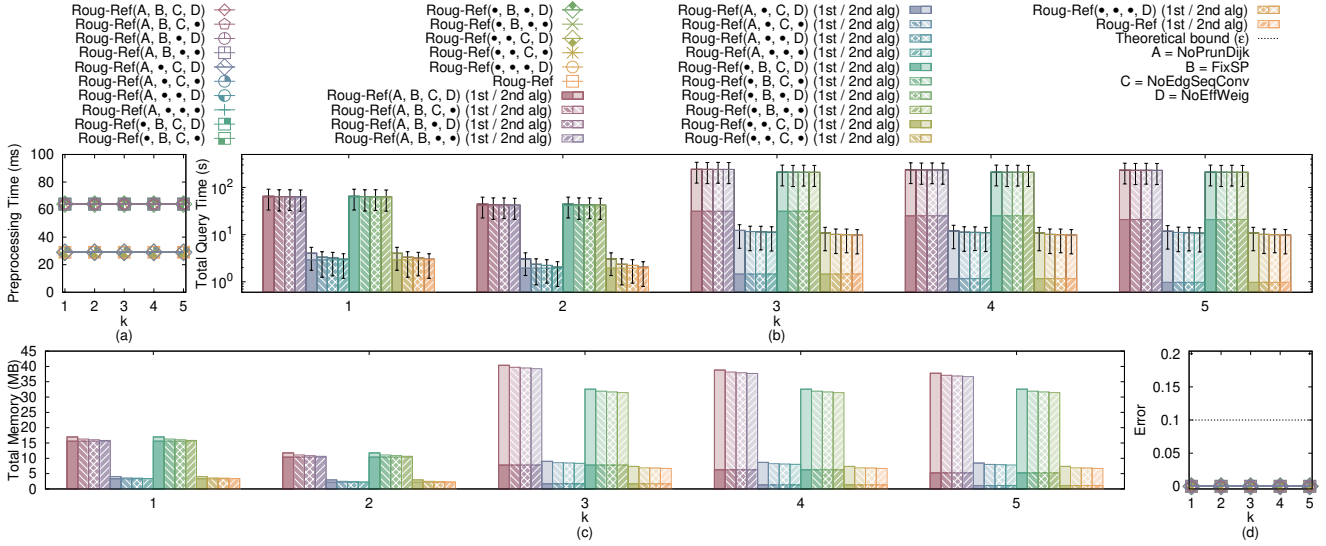 Roug-Ref(A, B, C, D)
Roug-Ref(A, B, C, •)
Roug-Ref(A, B, •, D)
Roug-Ref(A, B, •, •)
Roug-Ref(A, •, C, D)
Roug-Ref(A, •, C, •)
Roug-Ref(A, •, •, D)
Roug-Ref(A, •, •, •)
Roug-Ref(•, B, C, D)
Roug-Ref(•, B, C, •)
Roug-Ref(•, B, •, D)
Roug-Ref(•, B, •, •)
Roug-Ref(•, •, C, D)
Roug-Ref(•, •, C, •)
Roug-Ref(•, •, •, D)
Roug-Ref
Roug-Ref(A, B, C, D) (1st / 2nd alg)
Roug-Ref(A, B, C, •) (1st / 2nd alg)
Roug-Ref(A, B, •, D) (1st / 2nd alg)
Roug-Ref(A, B, •, •) (1st / 2nd alg)
Roug-Ref(A, •, C, D) (1st / 2nd alg)
Roug-Ref(A, •, C, •) (1st / 2nd alg)
Roug-Ref(A, •, •, D) (1st / 2nd alg)
Roug-Ref(A, •, •, •) (1st / 2nd alg)
Roug-Ref(•, B, C, D) (1st / 2nd alg)
Roug-Ref(•, B, C, •) (1st / 2nd alg)
Roug-Ref(•, B, •, D) (1st / 2nd alg)
Roug-Ref(•, B, •, •) (1st / 2nd alg)
Roug-Ref(•, •, C, D) (1st / 2nd alg)
Roug-Ref(•, •, C, •) (1st / 2nd alg)
Roug-Ref(•, •, •, D) (1st / 2nd alg)
Roug-Ref (1st / 2nd alg)
Theoretical bound (ε)
A = NoPrunDijk
B = FixSP
C = NoEdgSeqConv
D = NoEffWeig
Preprocessing Time (ms)
100
80
60
40
20
0
1 2 3 4 5
k
(a)
Total Query Time (s)
10²
10¹
10⁰
1 2 3 4 5
k
(b)
Total Memory (MB)
45
40
35
30
25
20
15
10
5
0
1 2 3 4 5
k
(c)
Error
0.2
0.15
0.1
0.05
0
1 2 3 4 5
k
(d)